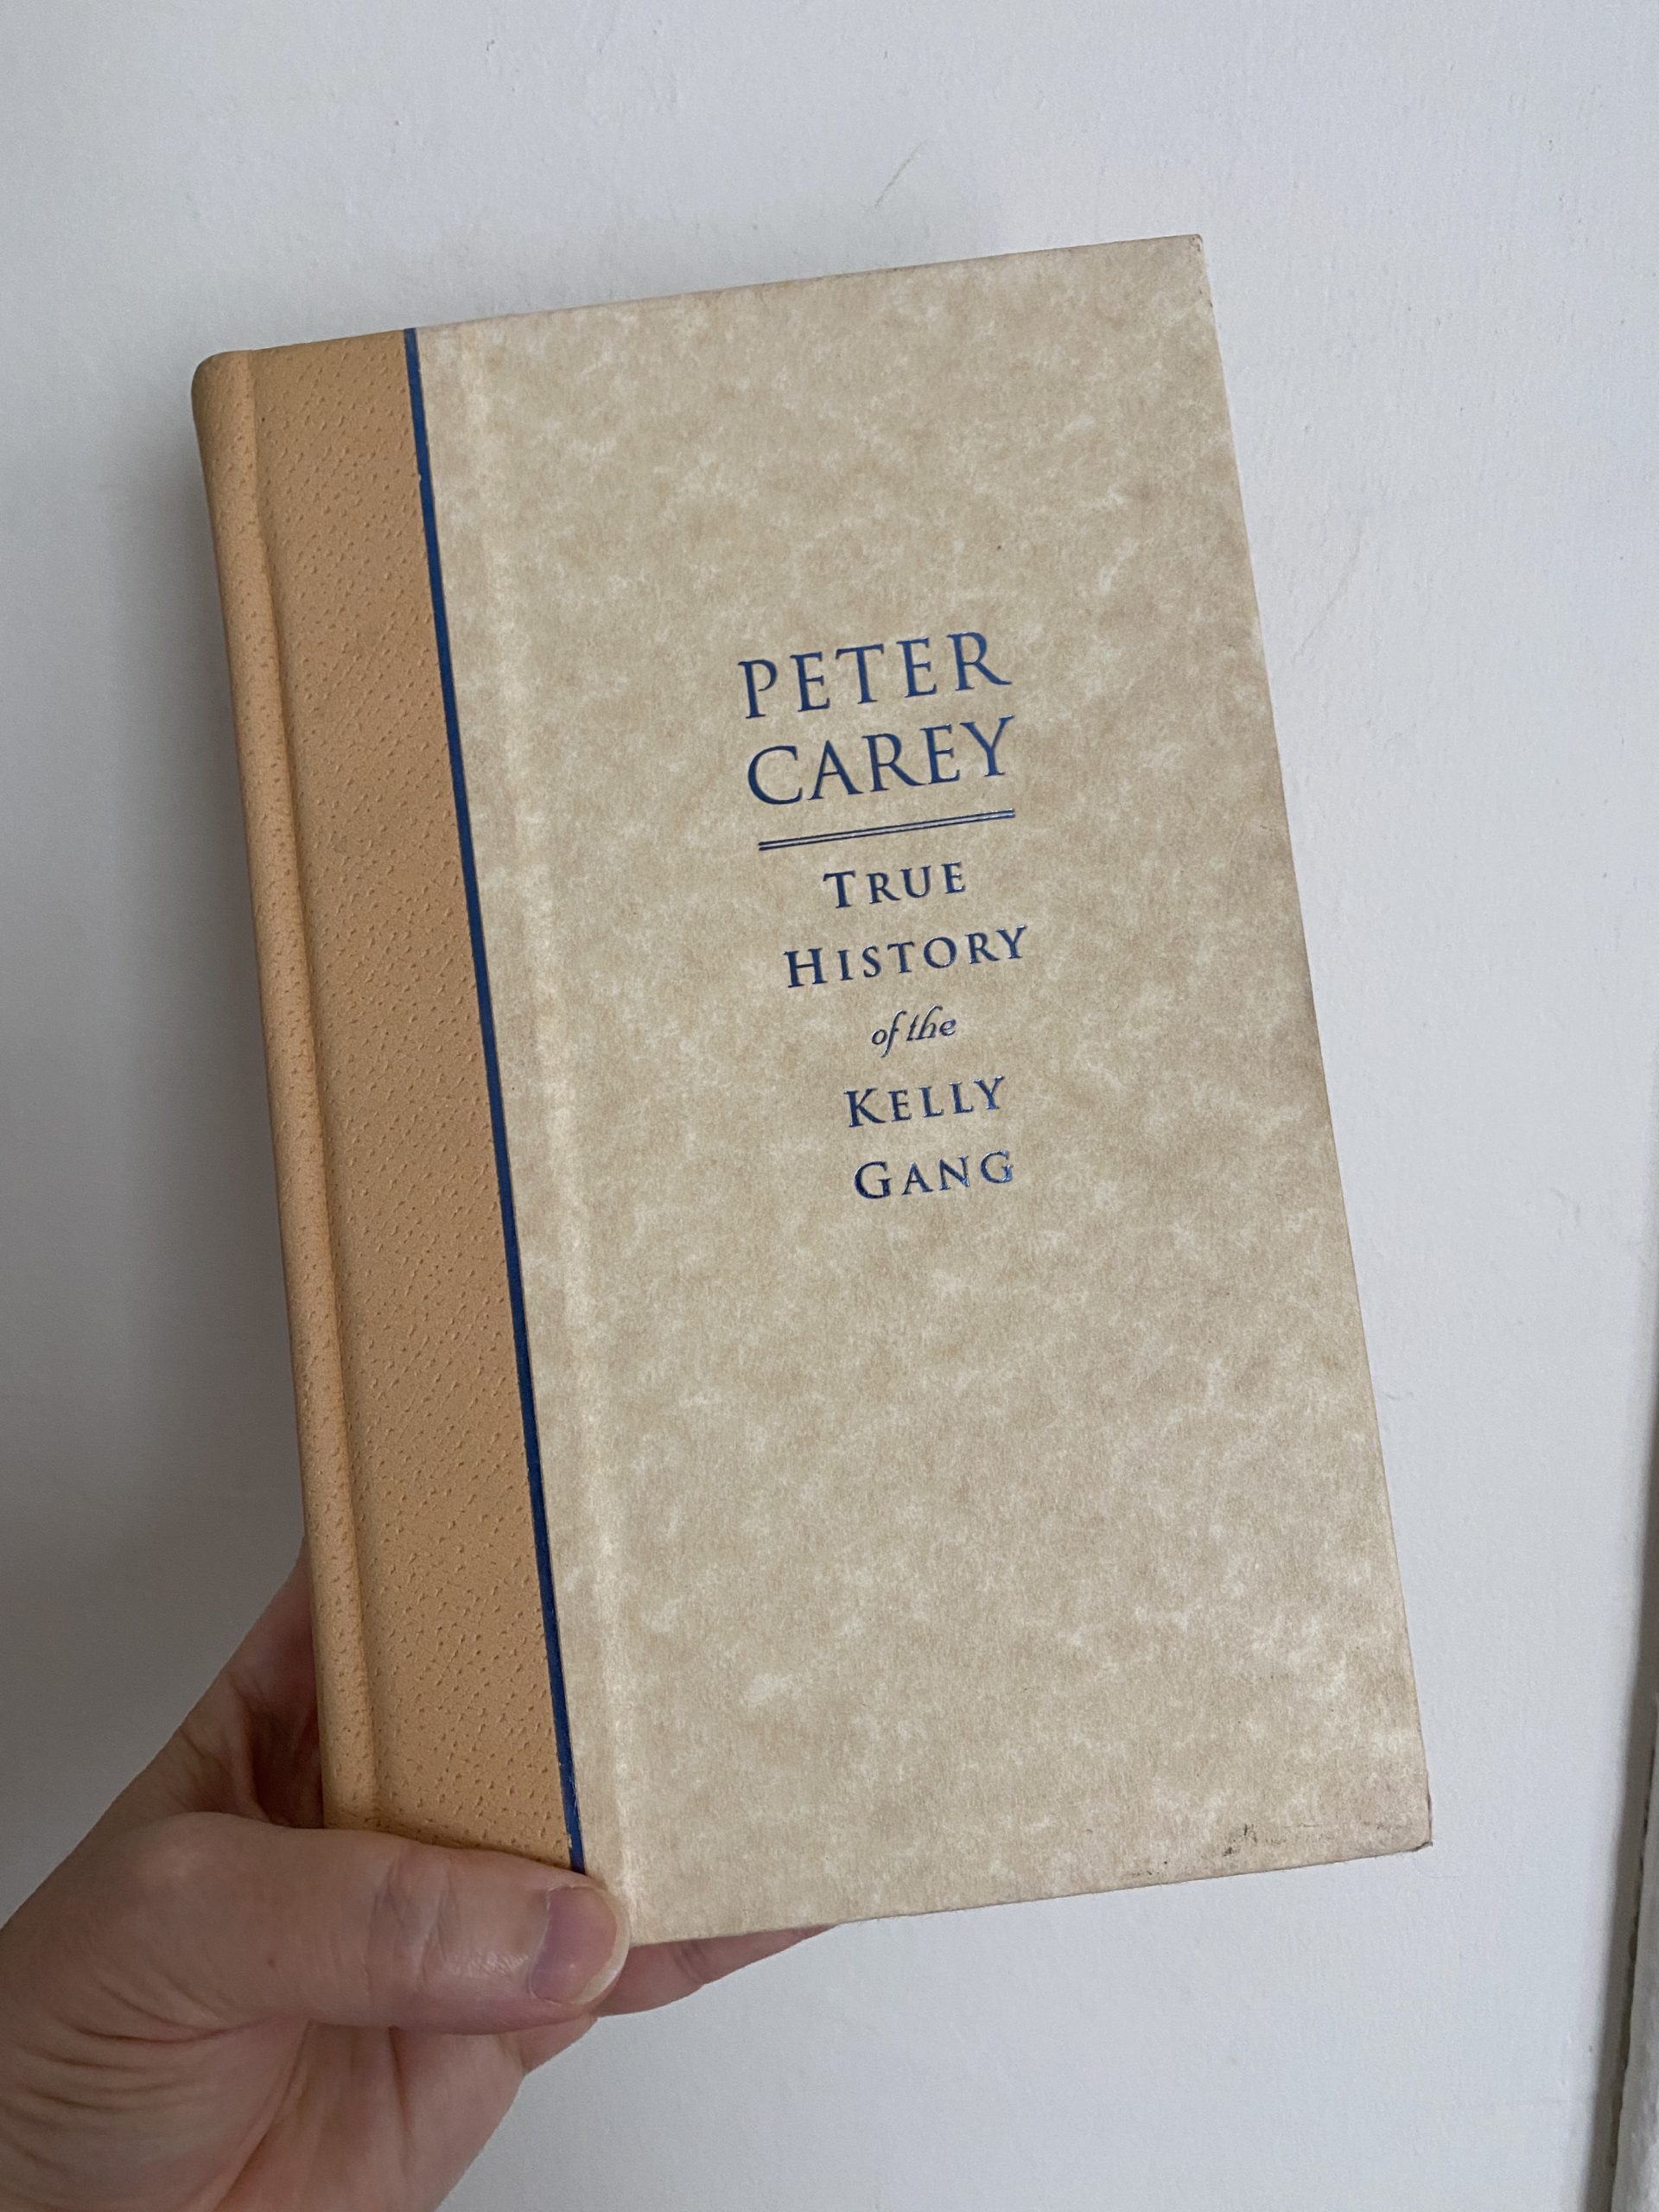 PETER
CAREY
TRUE
HISTORY
of the
KELLY
GANG